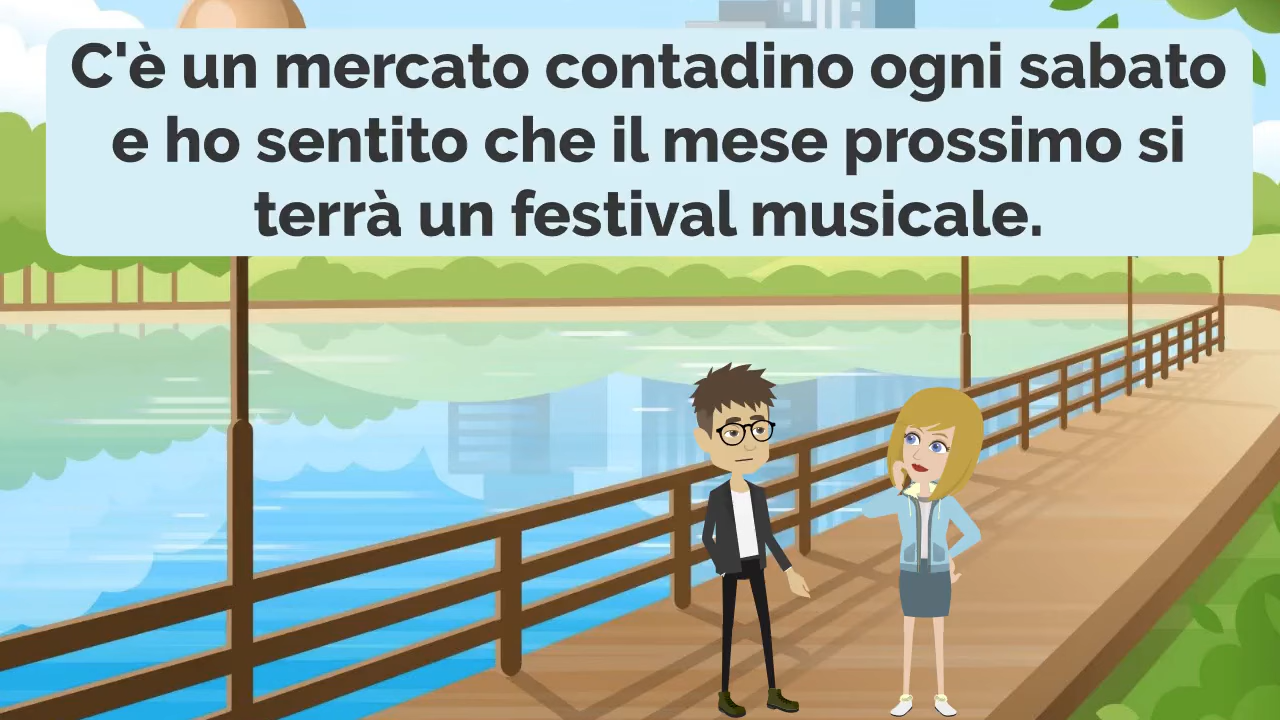 C'è un mercato contadino ogni sabato
e ho sentito che il mese prossimo si
terrà un festival musicale.